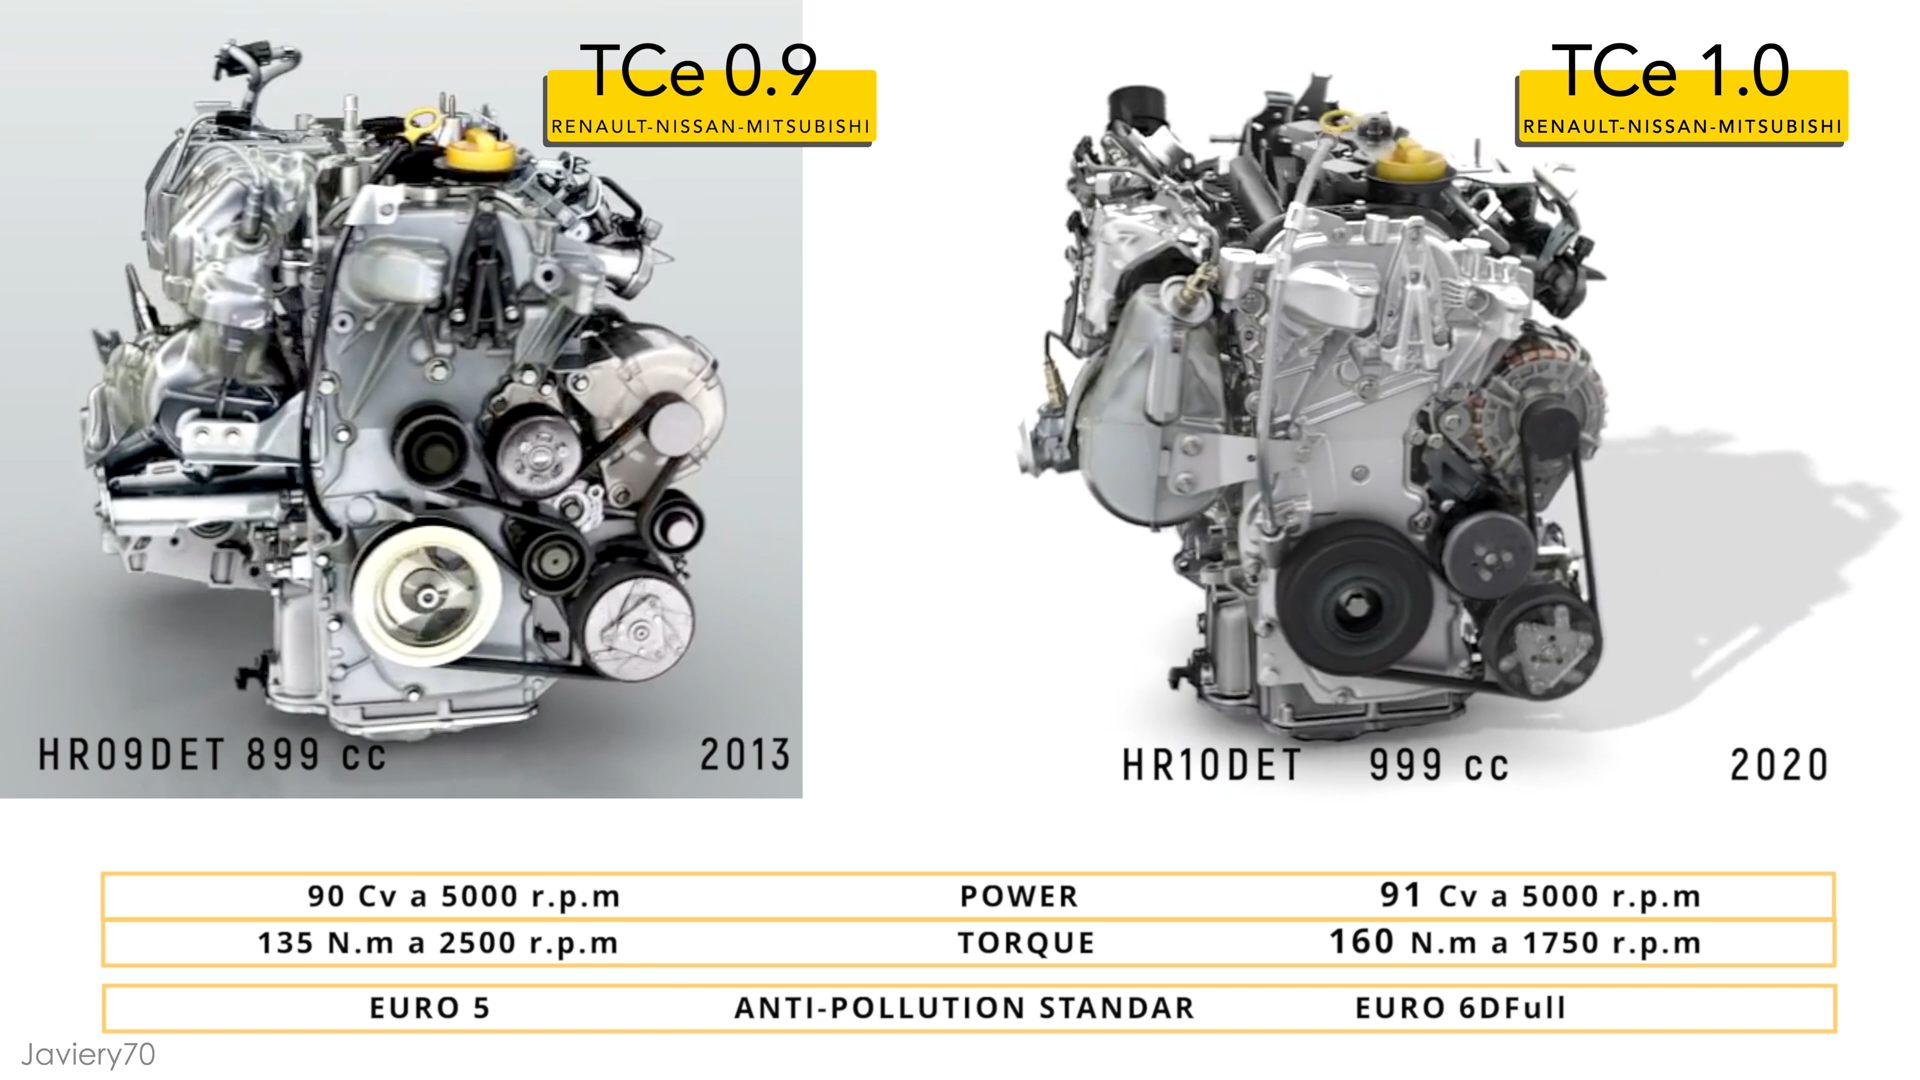 TCe 0.9
RENAULT-NISSAN-MITSUBISHI
TCe 1.0
RENAULT-NISSAN-MITSUBISHI
HR09DET 899 cc 2013
HR10DET 999 cc 2020
90 Cv a 5000 r.p.m POWER 91 Cv a 5000 r.p.m
135 N.m a 2500 r.p.m TORQUE 160 N.m a 1750 r.p.m
EURO 5 ANTI-POLLUTION STANDAR EURO 6DFull
Javiery70